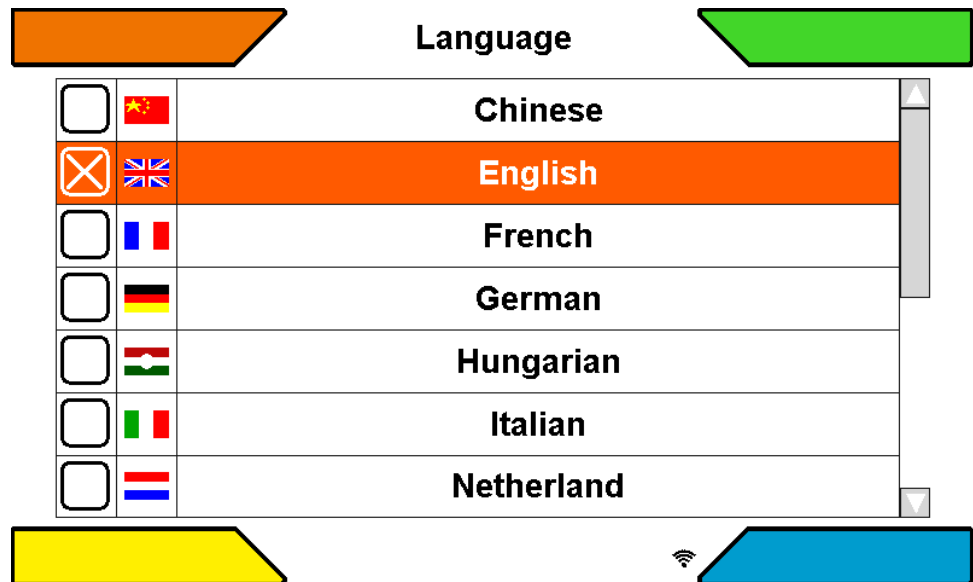 Language
Chinese
English
French
German
Hungarian
Italian
Netherland